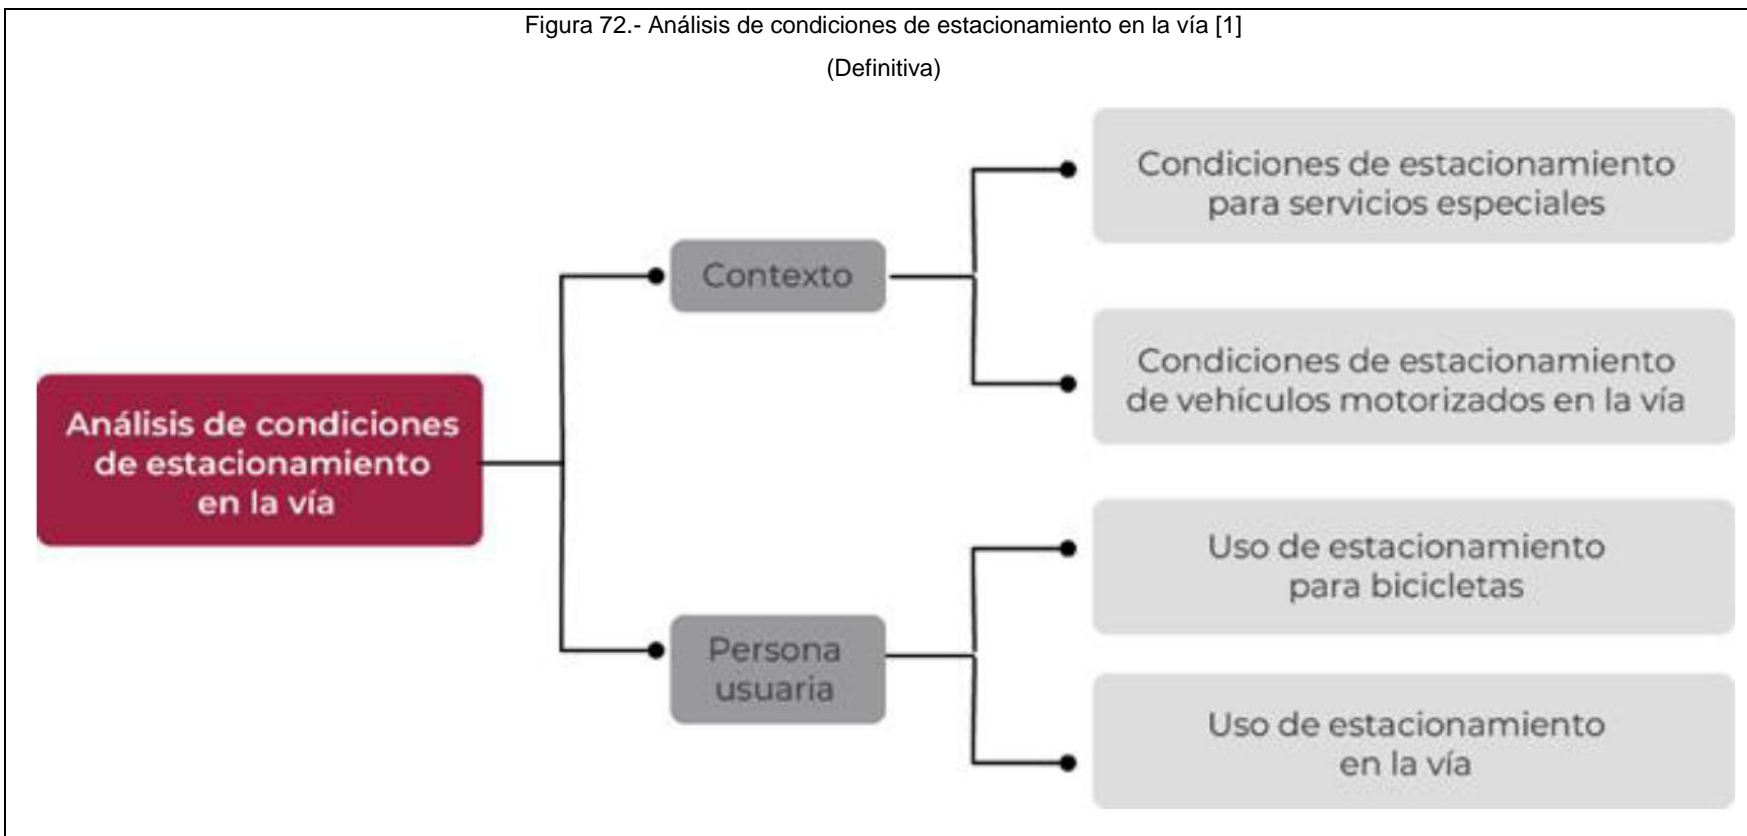 Figura 72.- Análisis de condiciones de estacionamiento en la vía [1]
(Definitiva)
Análisis de condiciones
de estacionamiento
en la vía
Contexto
Condiciones de estacionamiento
para servicios especiales
Condiciones de estacionamiento
de vehículos motorizados en la vía
Persona
usuaria
Uso de estacionamiento
para bicicletas
Uso de estacionamiento
en la vía